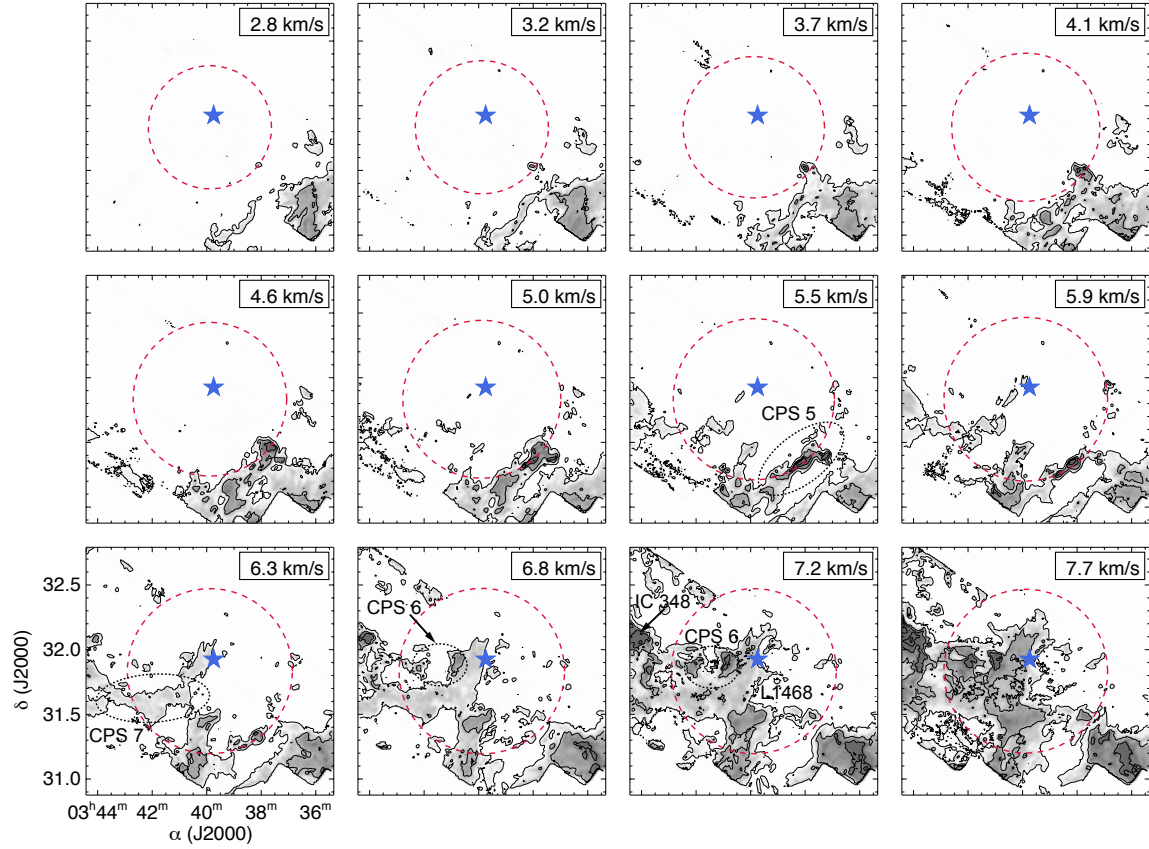 2.8 km/s
3.2 km/s
3.7 km/s
4.1 km/s
4.6 km/s
5.0 km/s
5.5 km/s
5.9 km/s
CPS 5
6.3 km/s
6.8 km/s
7.2 km/s
7.7 km/s
CPS 7
CPS 6
IC 348
CPS 6
L1468
32.5
32.0
31.5
31.0
δ (J2000)
03ʰ44ᵐ 42ᵐ 40ᵐ 38ᵐ 36ᵐ
α (J2000)